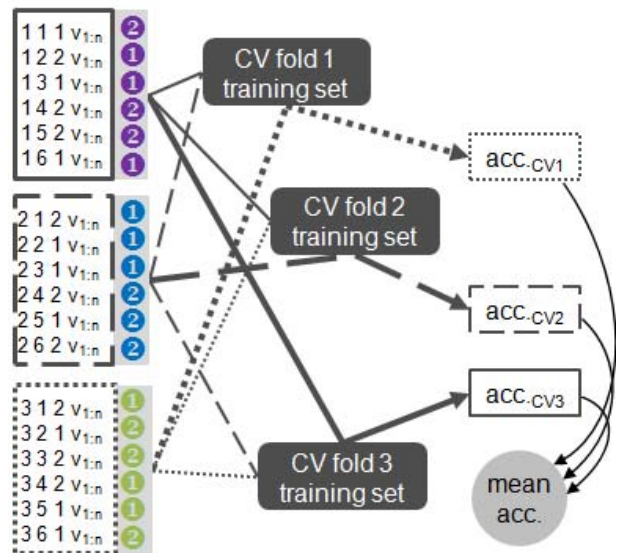 1 1 1 v1:n 2
1 2 2 v1:n 1
1 3 1 v1:n 1
1 4 2 v1:n 2
1 5 2 v1:n 2
1 6 1 v1:n 1
2 1 2 v1:n 1
2 2 1 v1:n 1
2 3 1 v1:n 1
2 4 2 v1:n 2
2 5 1 v1:n 2
2 6 2 v1:n 2
3 1 2 v1:n 1
3 2 1 v1:n 2
3 3 2 v1:n 2
3 4 2 v1:n 1
3 5 1 v1:n 1
3 6 1 v1:n 2
CV fold 1
training set
CV fold 2
training set
CV fold 3
training set
acc.CV1
acc.CV2
acc.CV3
mean
acc.